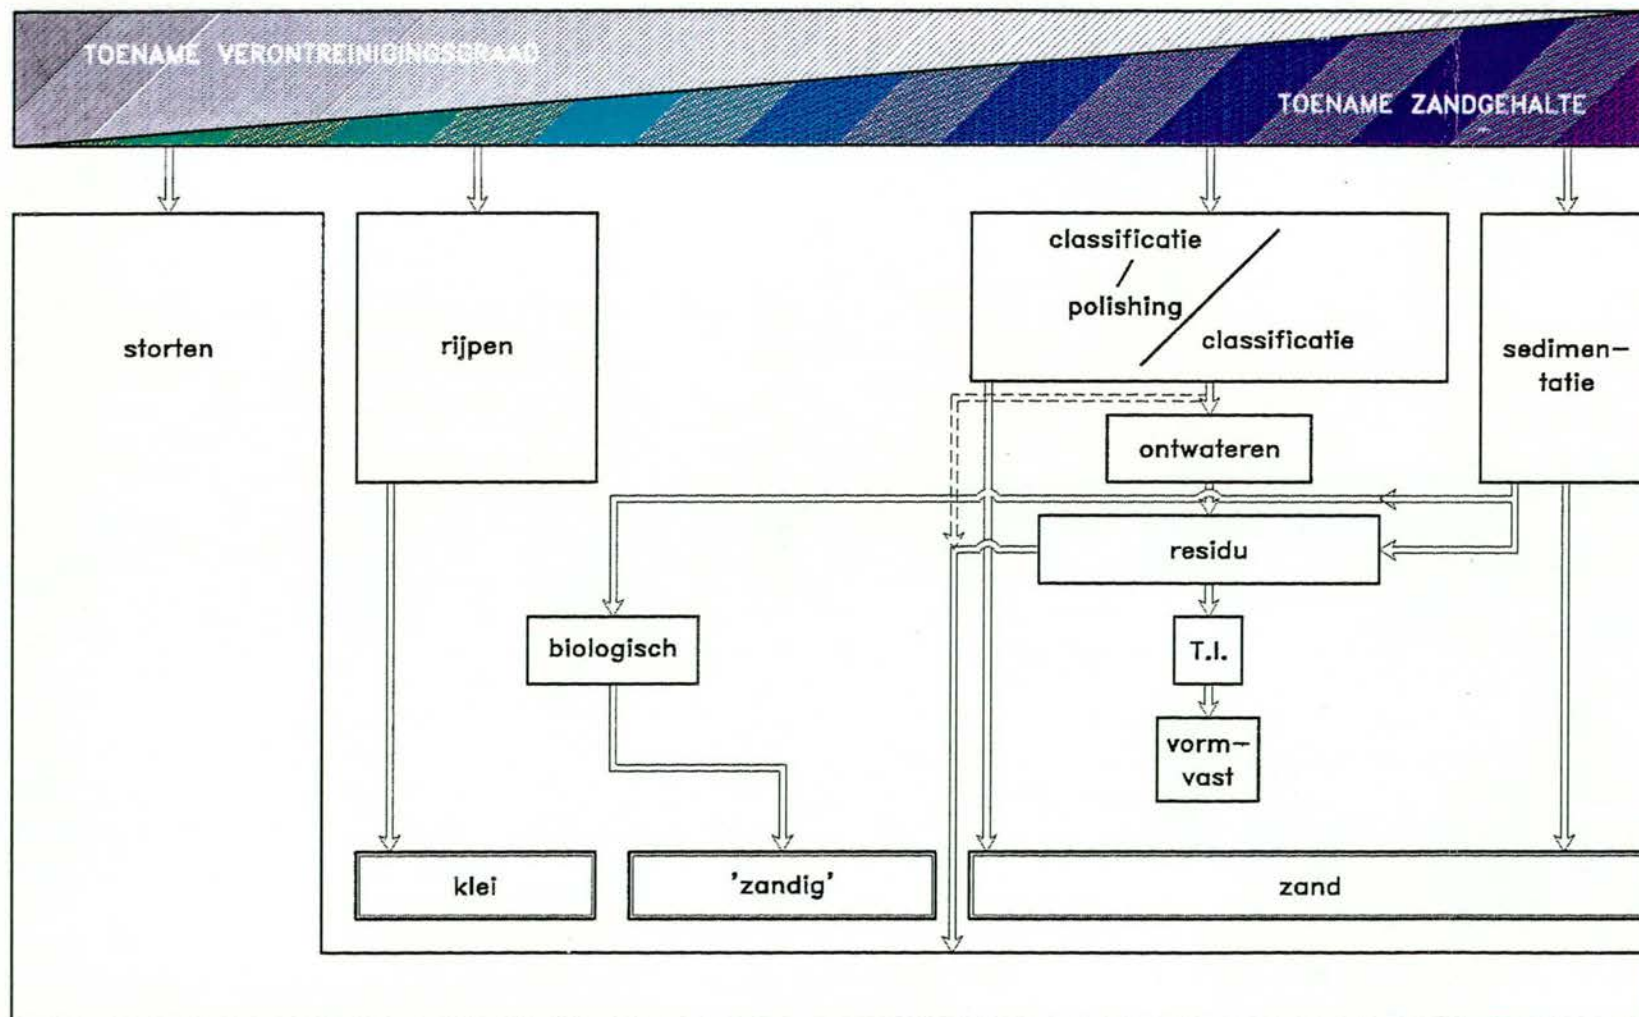 TOENAME VERONTREINIGINGSGRAAD
TOENAME ZANDGEHALTE
storten
rijpen
classificatie
/
polishing
/
classificatie
sedimen-
tatie
ontwateren
residu
biologisch
T.I.
vorm-
vast
klei
'zandig'
zand